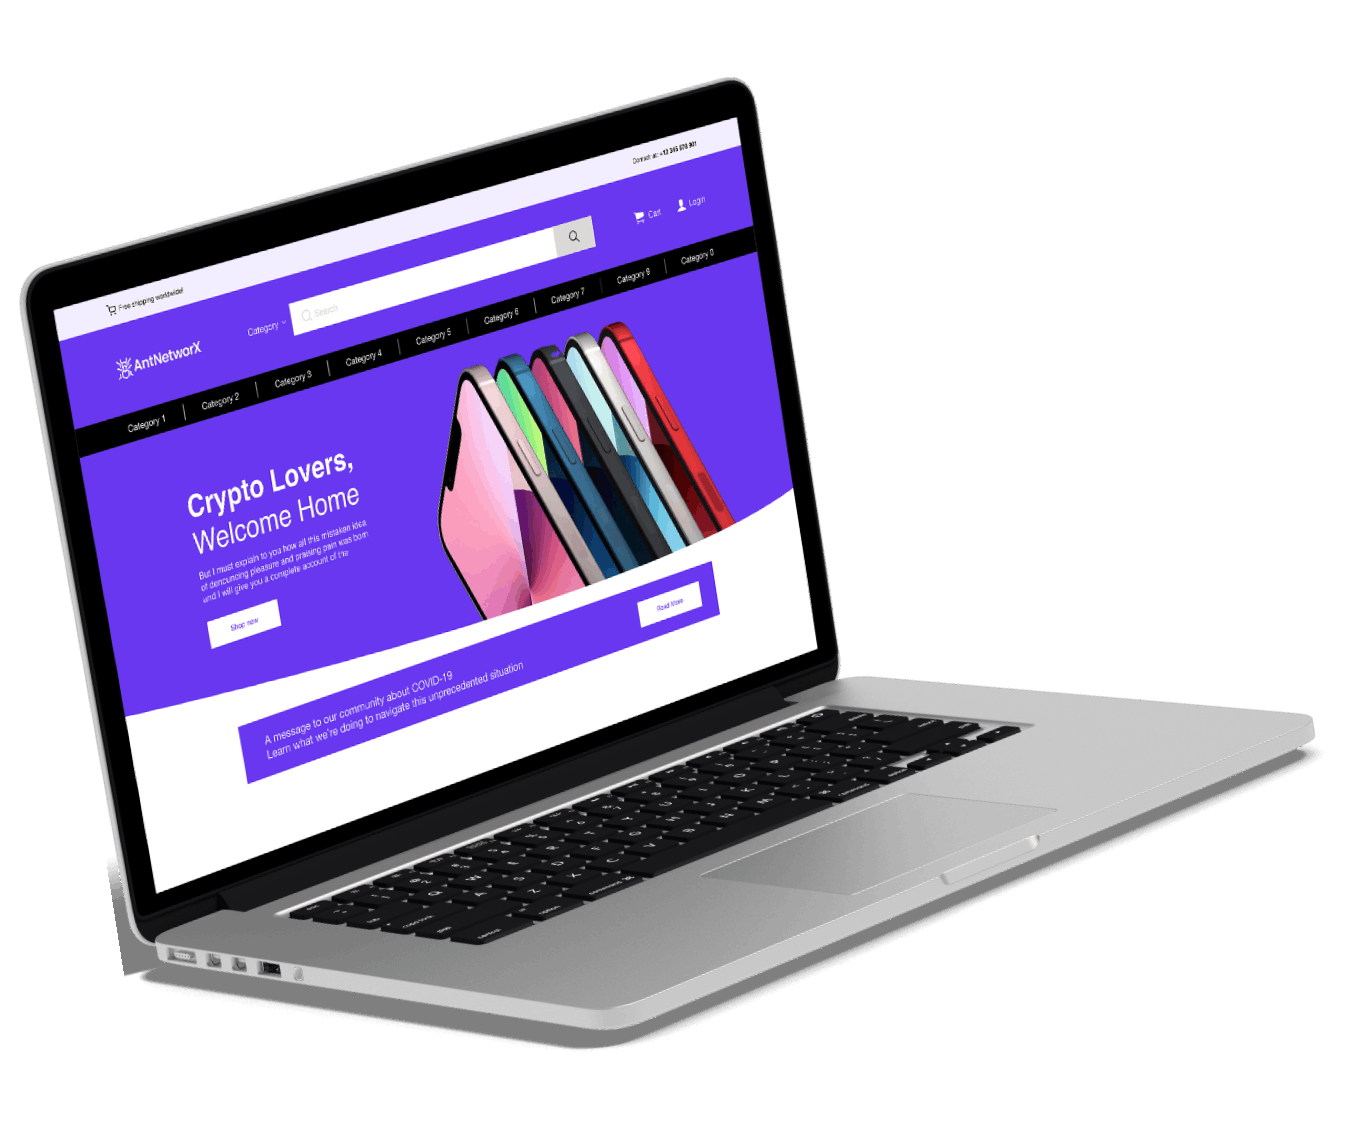 Contact us: +12 345 678 901
Free shipping worldwide!
Cart
Login
AntNetworX
Category
Search
Category 1
Category 2
Category 3
Category 4
Category 5
Category 6
Category 7
Category 8
Category 0
Crypto Lovers,
Welcome Home
But I must explain to you how all this mistaken idea
of denouncing pleasure and praising pain was born
and I will give you a complete account of the
Shop now
A message to our community about COVID-19
Learn what we're doing to navigate this unprecedented situation
Read More